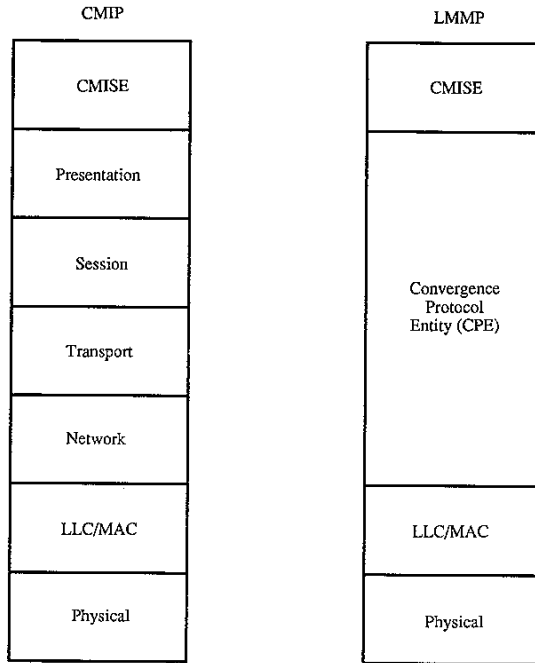 CMIP
CMISE
Presentation
Session
Transport
Network
LLC/MAC
Physical
LMMP
CMISE
Convergence
Protocol
Entity (CPE)
LLC/MAC
Physical